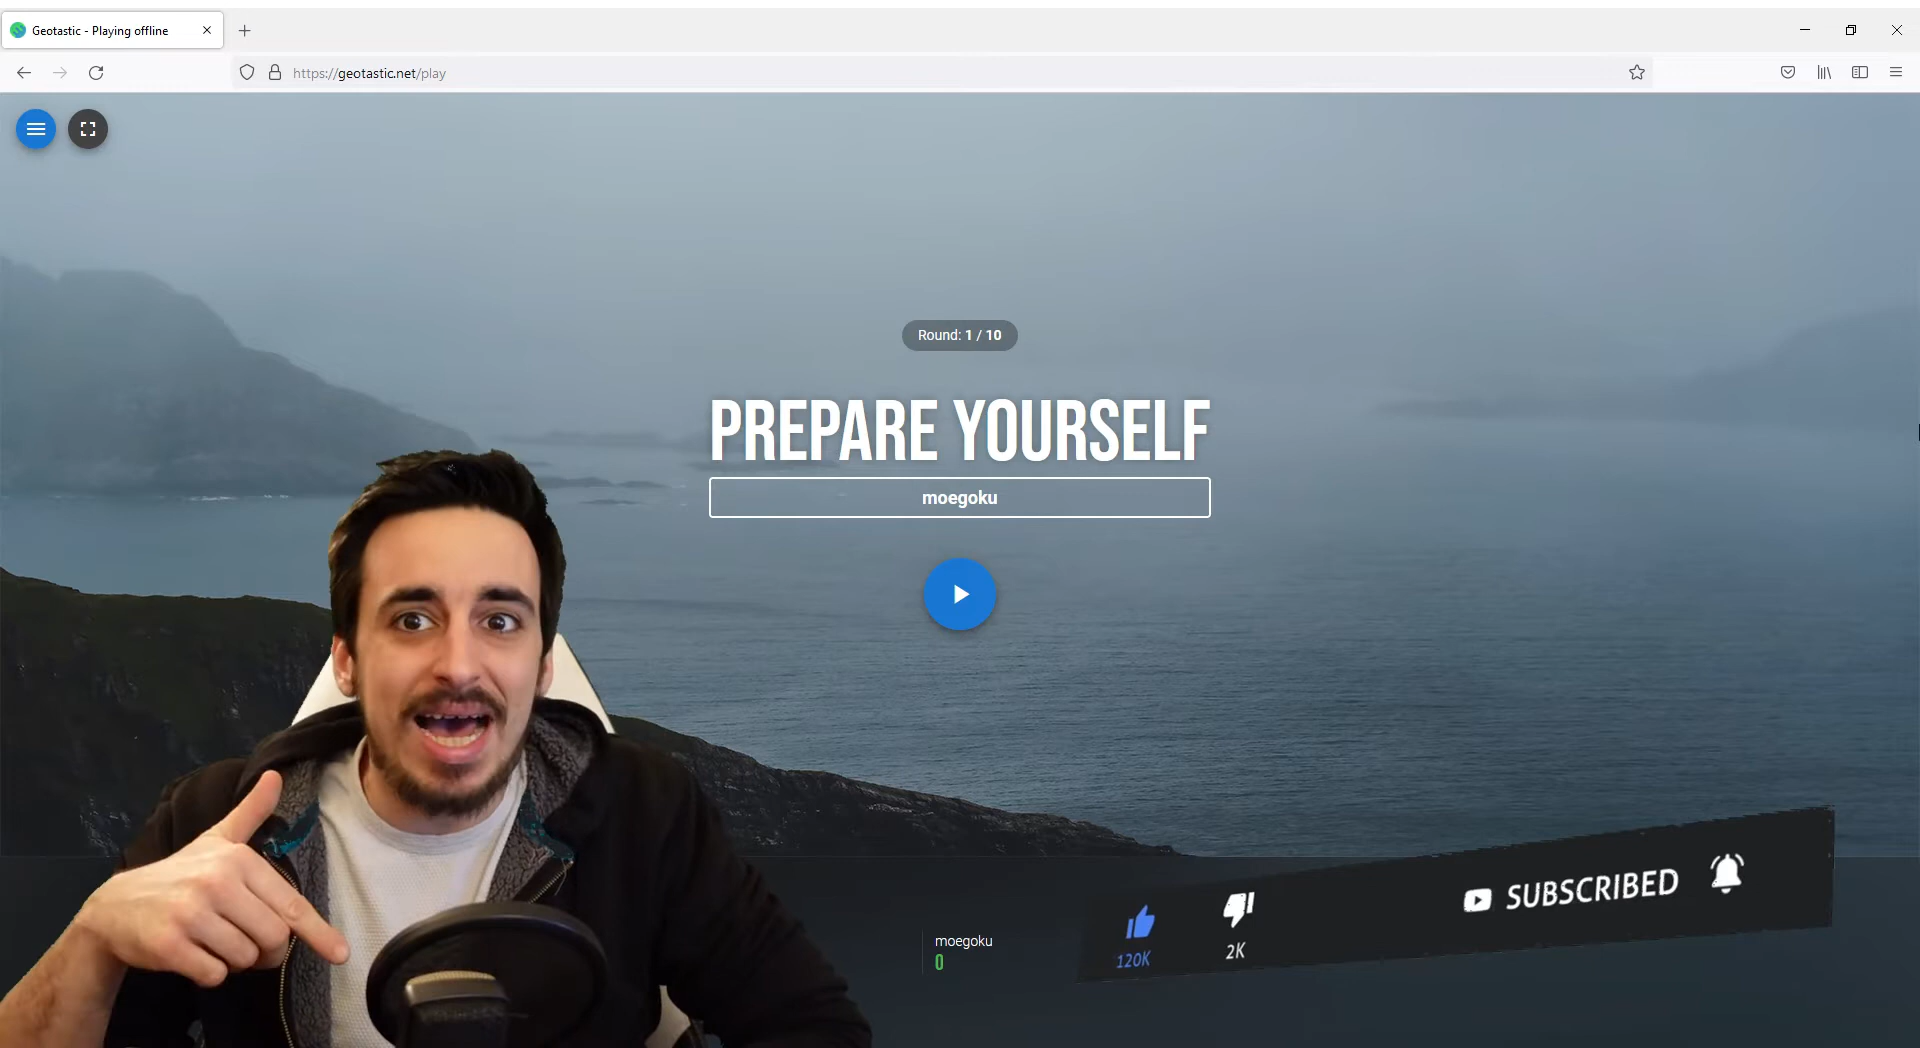 Geotastic - Playing offline
https://geotastic.net/play
Round: 1 / 10
PREPARE YOURSELF
moegoku
moegoku
0
120K
2K
SUBSCRIBED